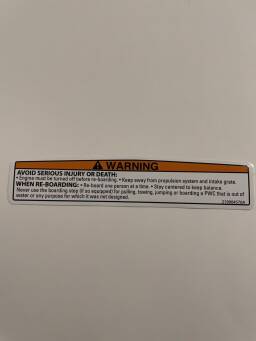 ⚠ WARNING
AVOID SERIOUS INJURY OR DEATH:
• Engine must be turned off before re-boarding. • Keep away from propulsion system and intake grate.
WHEN RE-BOARDING: • Re-board one person at a time. • Stay centered to keep balance.
Never use the boarding step (if so equipped) for pulling, towing, jumping or boarding a PWC that is out of
water or any purpose for which it was not designed.